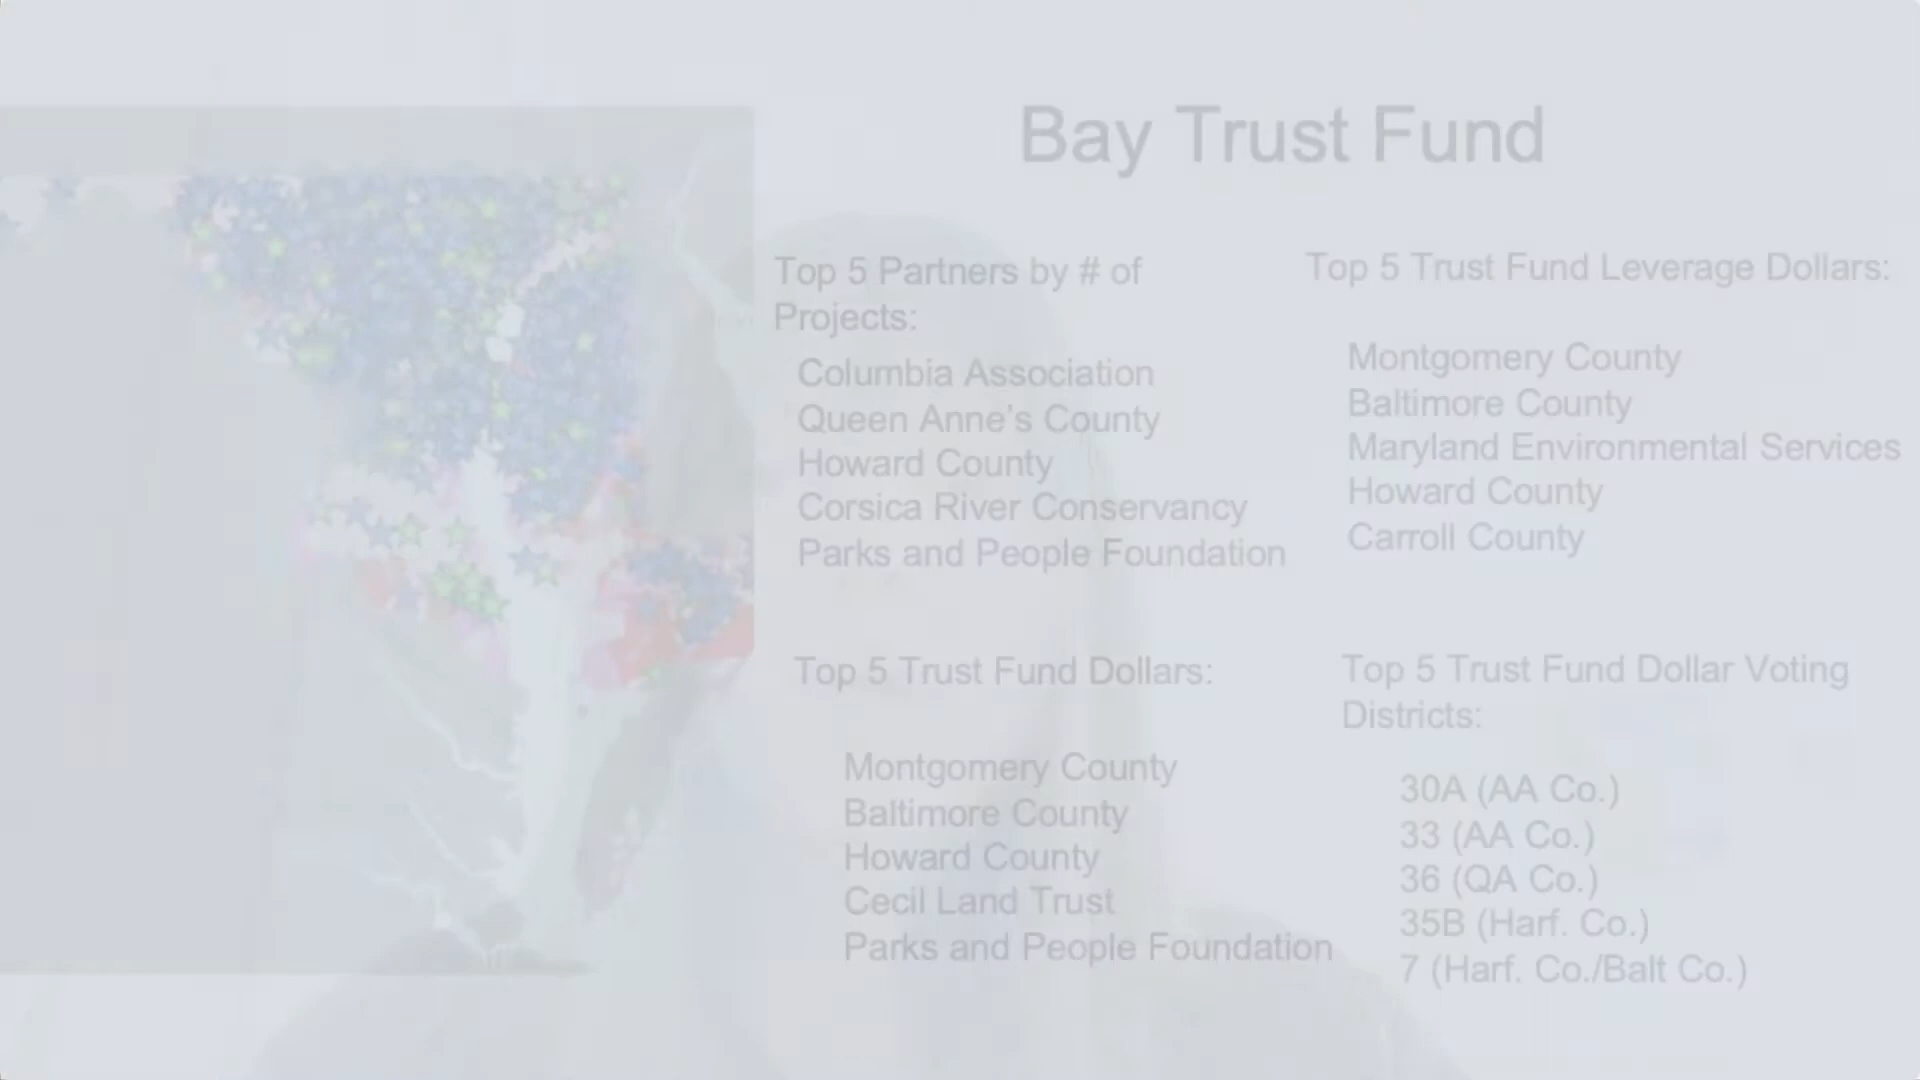 Bay Trust Fund
Top 5 Partners by # of
Projects:
Columbia Association
Queen Anne's County
Howard County
Corsica River Conservancy
Parks and People Foundation
Top 5 Trust Fund Leverage Dollars:
Montgomery County
Baltimore County
Maryland Environmental Services
Howard County
Carroll County
Top 5 Trust Fund Dollars:
Montgomery County
Baltimore County
Howard County
Cecil Land Trust
Parks and People Foundation
Top 5 Trust Fund Dollar Voting
Districts:
30A (AA Co.)
33 (AA Co.)
36 (QA Co.)
35B (Harf. Co.)
7 (Harf. Co./Balt Co.)